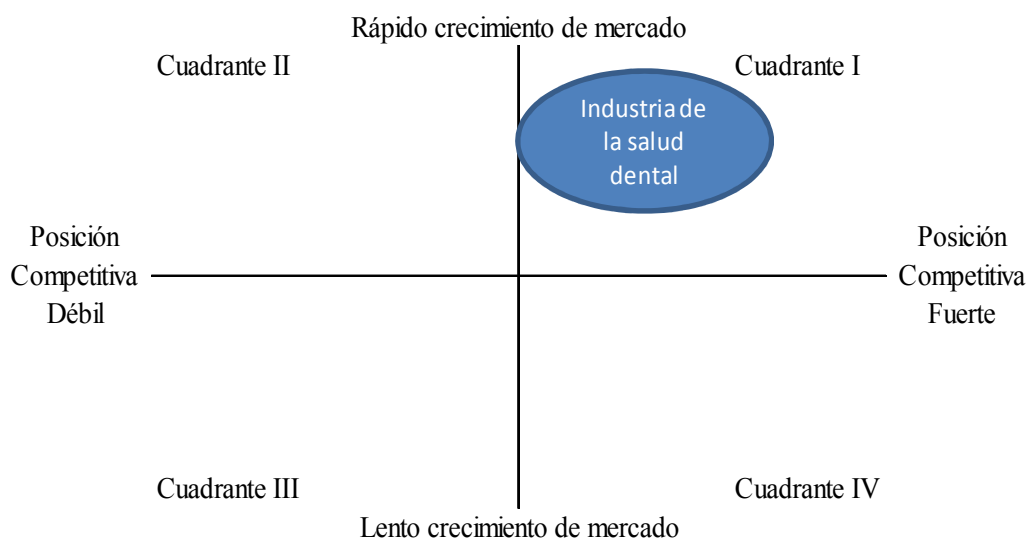 Rápido crecimiento de mercado
Cuadrante II
Cuadrante I
Industria de
la salud
dental
Posición
Competitiva
Débil
Posición
Competitiva
Fuerte
Cuadrante III
Cuadrante IV
Lento crecimiento de mercado